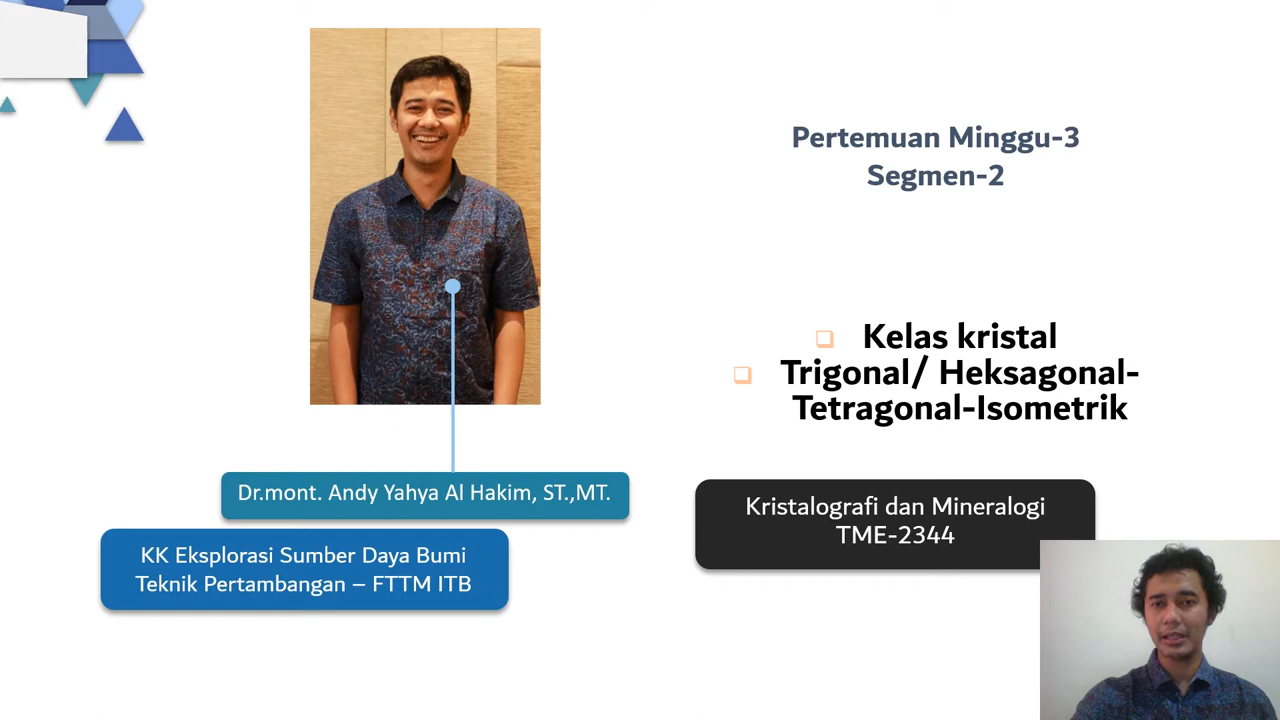 Pertemuan Minggu-3
Segmen-2
Kelas kristal
Trigonal/ Heksagonal-
Tetragonal-Isometrik
Dr.mont. Andy Yahya Al Hakim, ST.,MT.
KK Eksplorasi Sumber Daya Bumi
Teknik Pertambangan – FTTM ITB
Kristalografi dan Mineralogi
TME-2344